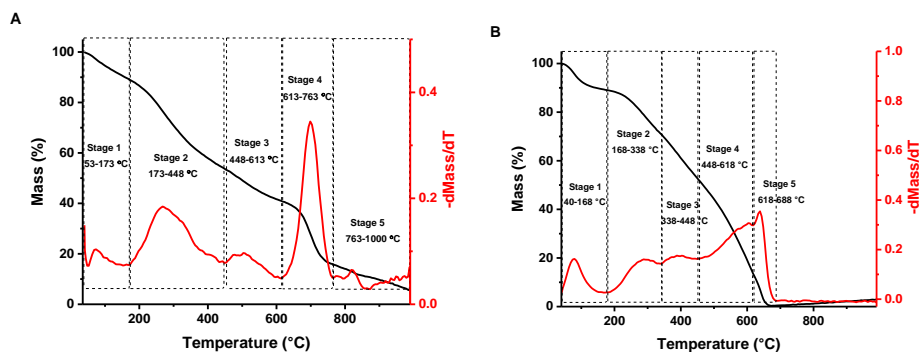 A
100
80
60
40
20
0
Mass (%)
Stage 1
53-173 °C
Stage 2
173-448 °C
Stage 3
448-613 °C
Stage 4
613-763 °C
Stage 5
763-1000 °C
0.4
0.2
0.0
-dMass/dT
200
400
600
800
Temperature (°C)
B
100
80
60
40
20
0
Mass (%)
Stage 1
40-168 °C
Stage 2
168-338 °C
Stage 3
338-448 °C
Stage 4
448-618 °C
Stage 5
618-688 °C
1.0
0.8
0.6
0.4
0.2
0.0
-dMass/dT
200
400
600
800
Temperature (°C)